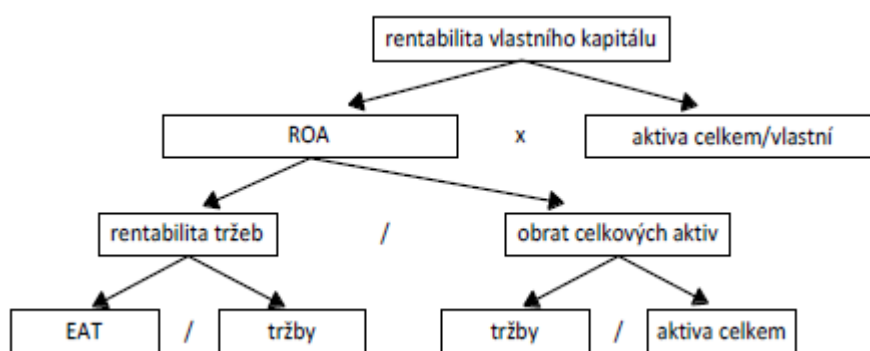 rentabilita vlastního kapitálu
ROA x aktiva celkem/vlastní
rentabilita tržeb / obrat celkových aktiv
EAT / tržby tržby / aktiva celkem